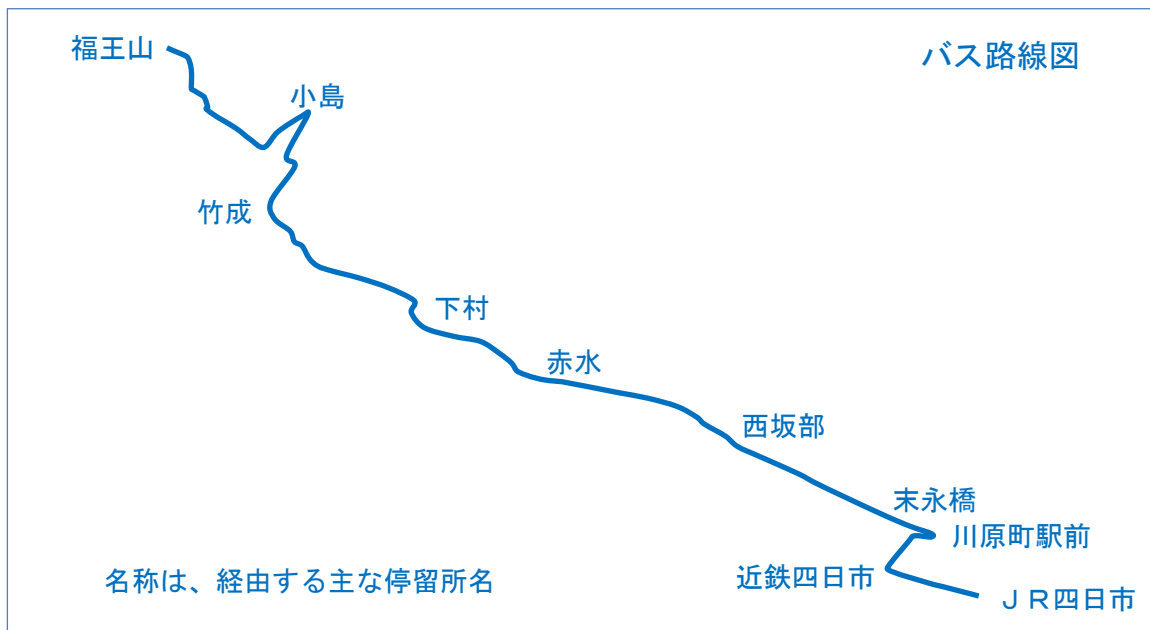 福王山
バス路線図
小島
竹成
下村
赤水
西坂部
末永橋
川原町駅前
近鉄四日市
ＪＲ四日市
名称は、経由する主な停留所名